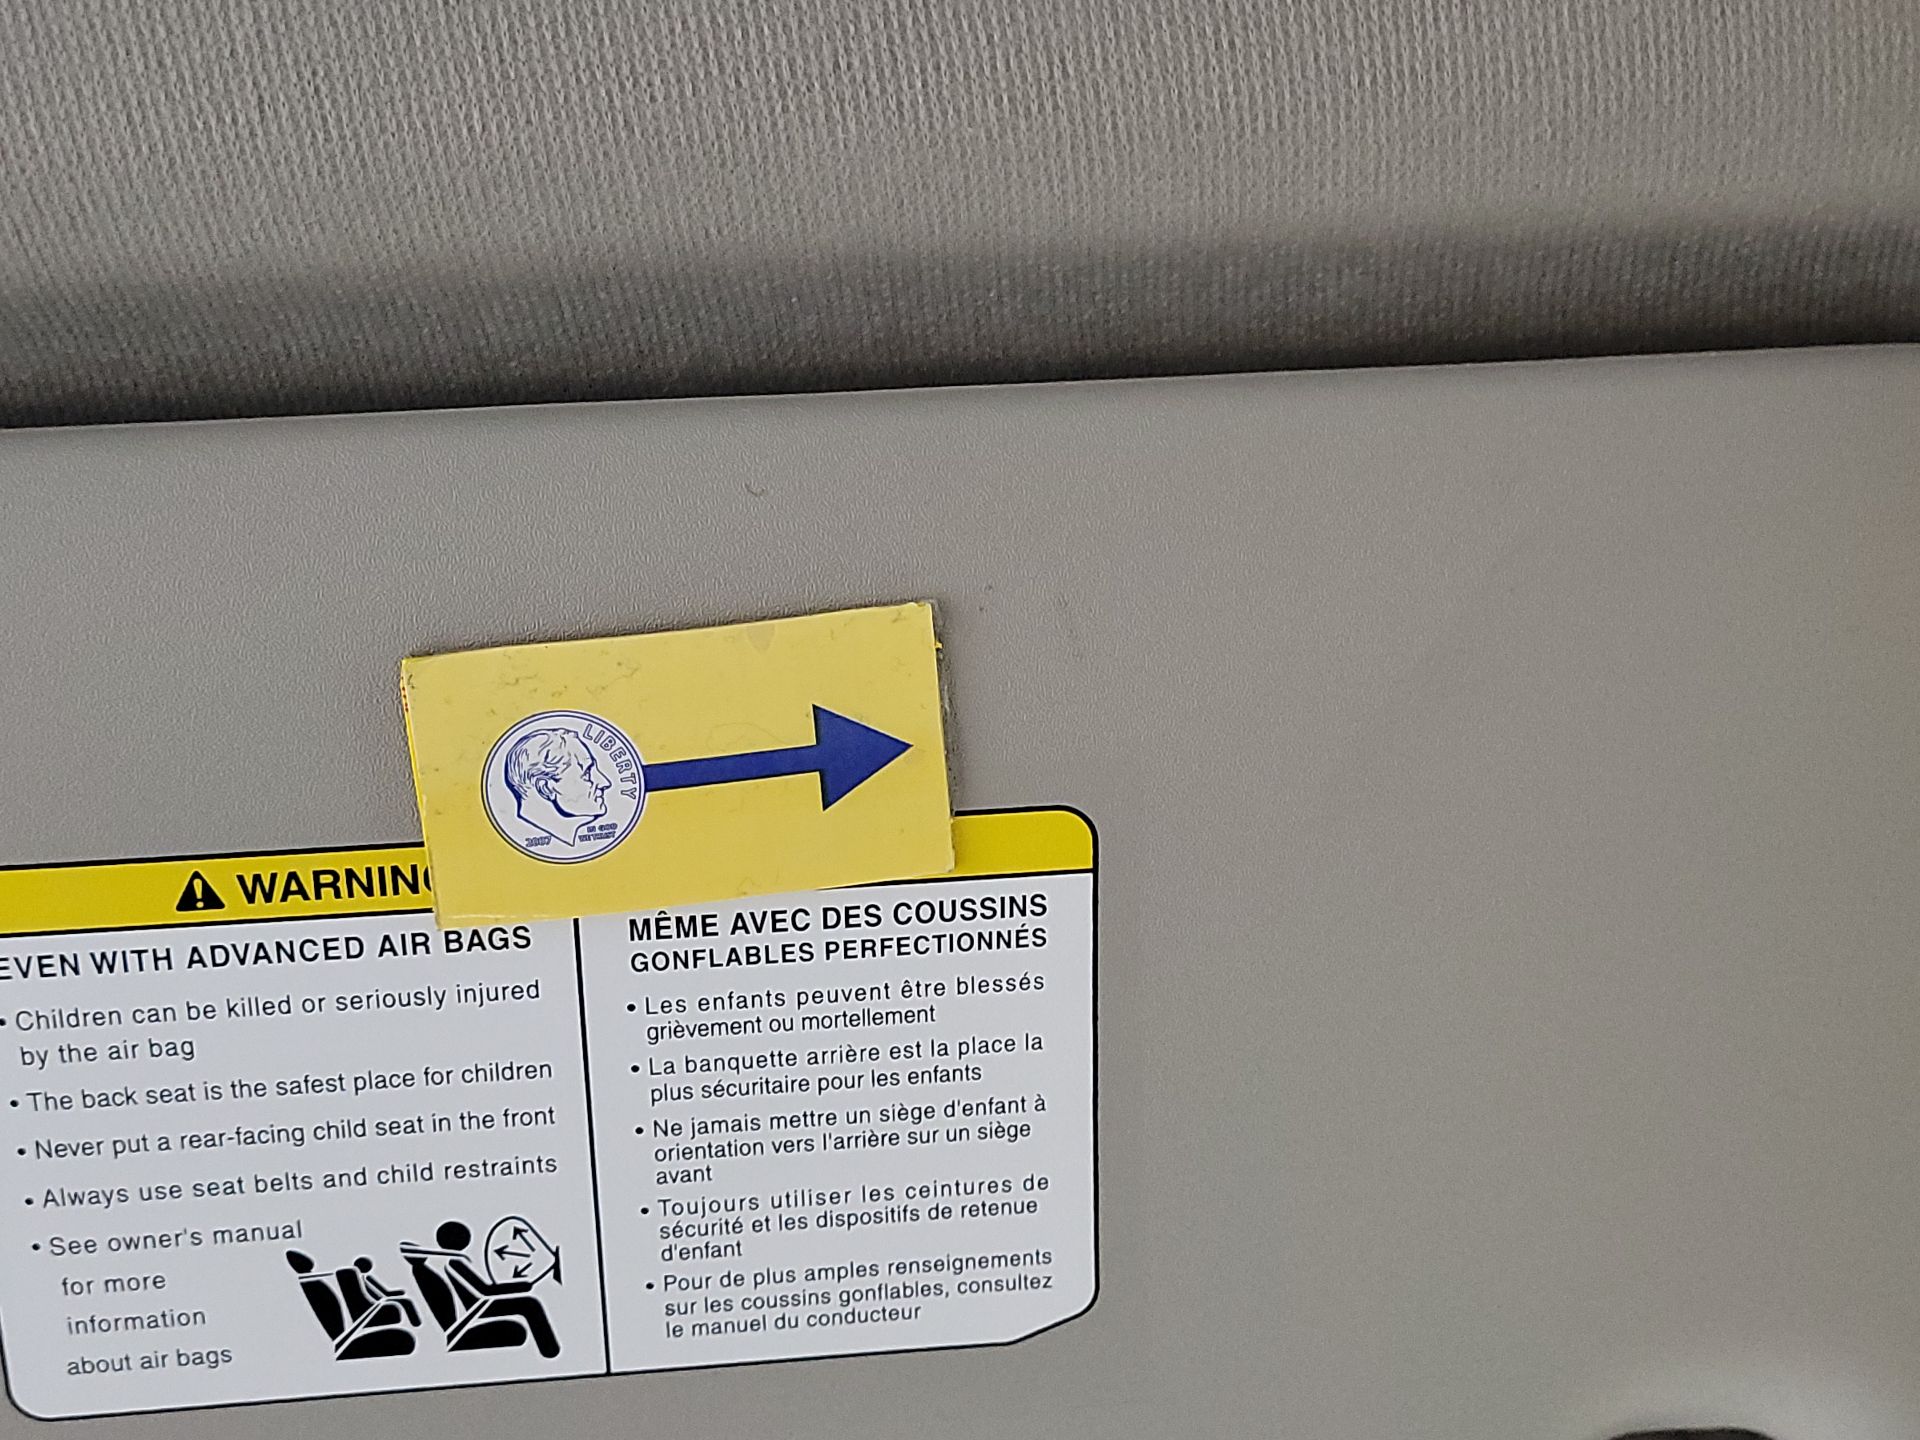 LIBERTY
IN GOD
WE TRUST
2007
EVEN WITH ADVANCED AIR BAGS
• Children can be killed or seriously injured
by the air bag
• The back seat is the safest place for children
• Never put a rear-facing child seat in the front
• Always use seat belts and child restraints
• See owner's manual
for more
information
about air bags
MÊME AVEC DES COUSSINS
GONFLABLES PERFECTIONNÉS
• Les enfants peuvent être blessés
grièvement ou mortellement
• La banquette arrière est la place la
plus sécuritaire pour les enfants
• Ne jamais mettre un siège d'enfant à
orientation vers l'arrière sur un siège
avant
• Toujours utiliser les ceintures de
sécurité et les dispositifs de retenue
d'enfant
• Pour de plus amples renseignements
sur les coussins gonflables, consultez
le manuel du conducteur